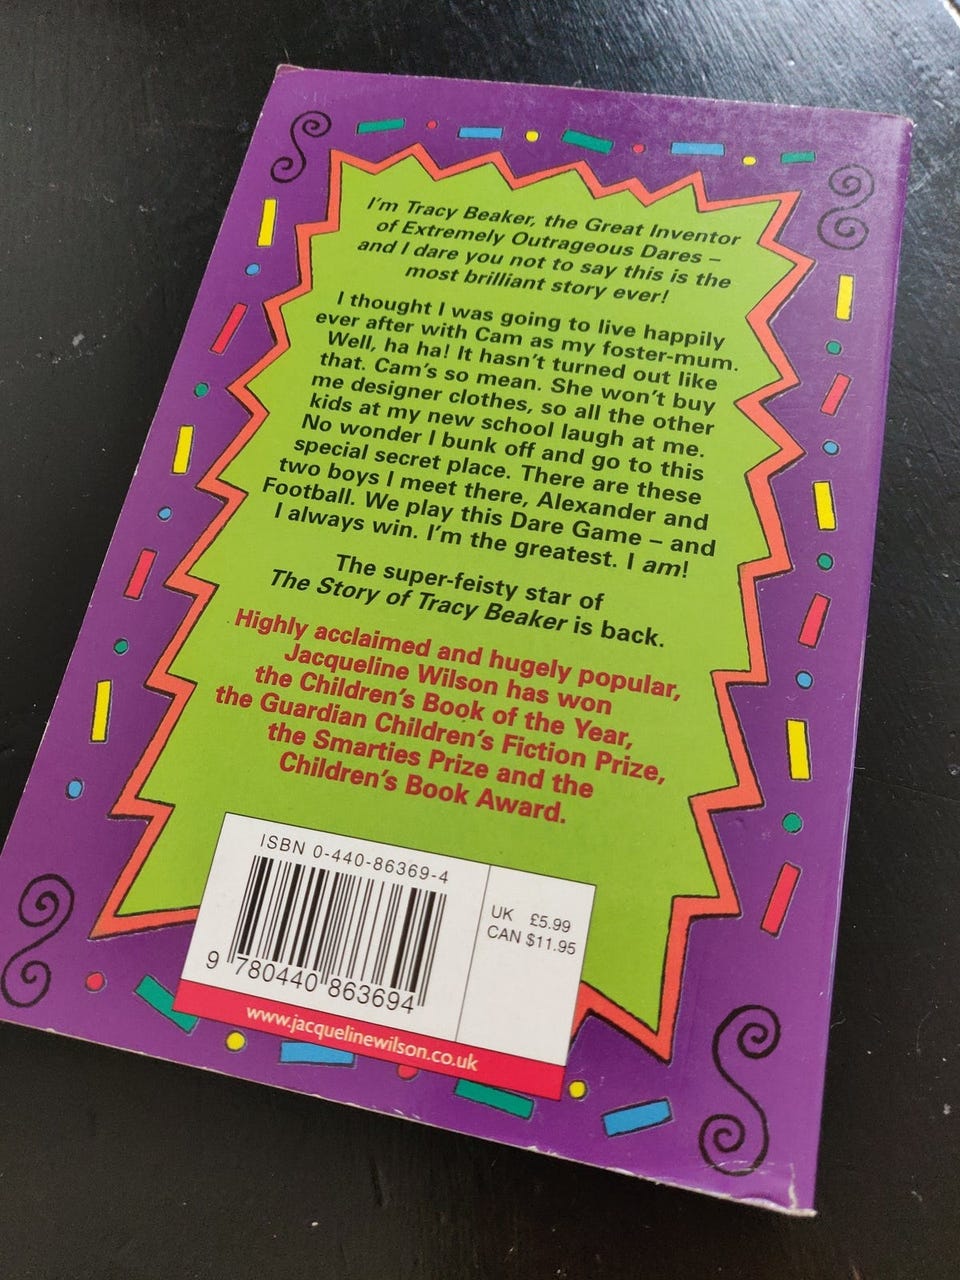 I'm Tracy Beaker, the Great Inventor
of Extremely Outrageous Dares –
and I dare you not to say this is the
most brilliant story ever!
I thought I was going to live happily
ever after with Cam as my foster-mum.
Well, ha ha! It hasn't turned out like
that. Cam's so mean. She won't buy
me designer clothes, so all the other
kids at my new school laugh at me.
No wonder I bunk off and go to this
special secret place. There are these
two boys I meet there, Alexander and
Football. We play this Dare Game – and
I always win. I'm the greatest. I am!
The super-feisty star of
The Story of Tracy Beaker is back.
Highly acclaimed and hugely popular,
Jacqueline Wilson has won
the Children's Book of the Year,
the Guardian Children's Fiction Prize,
the Smarties Prize and the
Children's Book Award.
ISBN 0-440-86369-4
UK £5.99
CAN $11.95
9 780440 863694
www.jacquelinewilson.co.uk